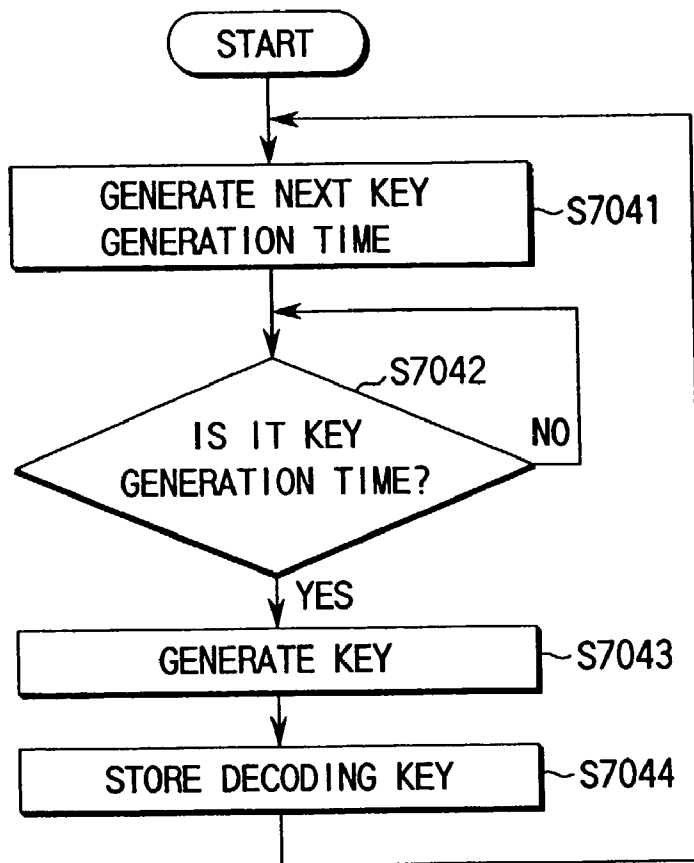 START
GENERATE NEXT KEY
GENERATION TIME
S7041
S7042
IS IT KEY
GENERATION TIME?
NO
YES
GENERATE KEY
S7043
STORE DECODING KEY
S7044